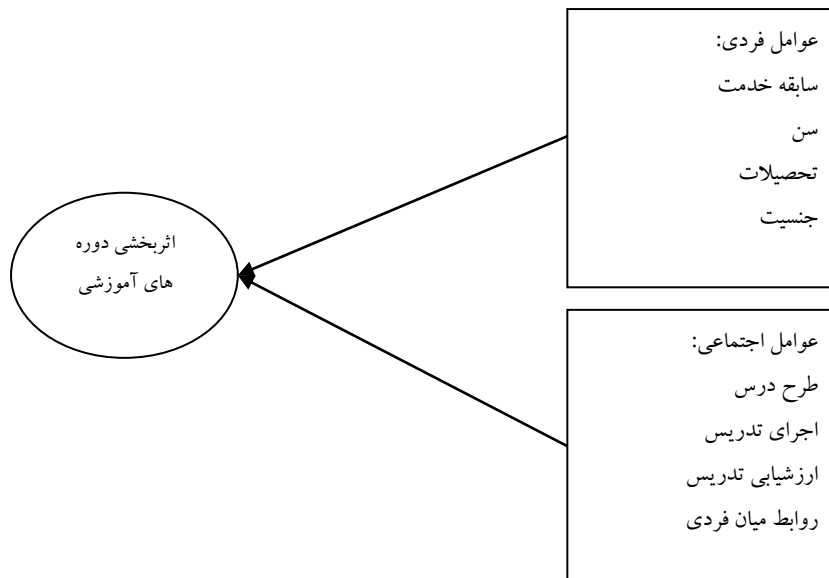 عوامل فردی:
سابقه خدمت
سن
تحصیلات
جنسیت
اثربخشی دوره
های آموزشی
عوامل اجتماعی:
طرح درس
اجرای تدریس
ارزشیابی تدریس
روابط میان فردی